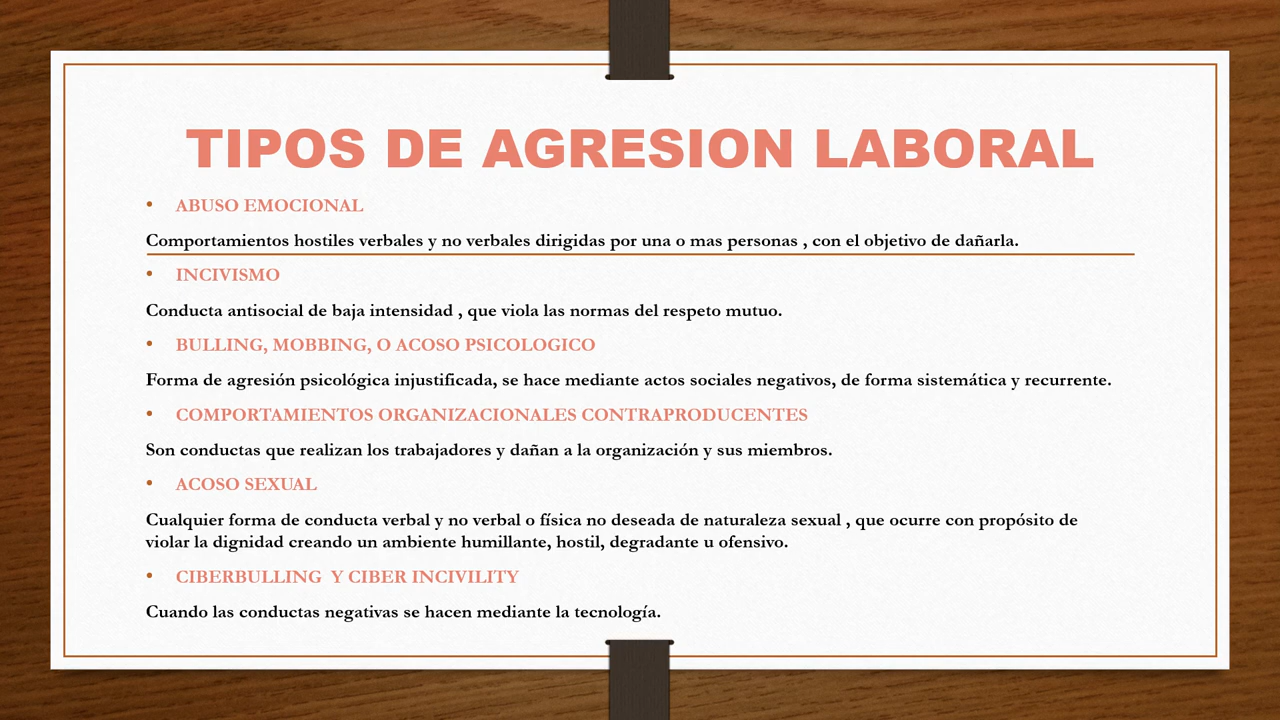 TIPOS DE AGRESION LABORAL
• ABUSO EMOCIONAL
Comportamientos hostiles verbales y no verbales dirigidas por una o mas personas , con el objetivo de dañarla.
• INCIVISMO
Conducta antisocial de baja intensidad , que viola las normas del respeto mutuo.
• BULLING, MOBBING, O ACOSO PSICOLOGICO
Forma de agresión psicológica injustificada, se hace mediante actos sociales negativos, de forma sistemática y recurrente.
• COMPORTAMIENTOS ORGANIZACIONALES CONTRAPRODUCENTES
Son conductas que realizan los trabajadores y dañan a la organización y sus miembros.
• ACOSO SEXUAL
Cualquier forma de conducta verbal y no verbal o física no deseada de naturaleza sexual , que ocurre con propósito de
violar la dignidad creando un ambiente humillante, hostil, degradante u ofensivo.
• CIBERBULLING  Y CIBER INCIVILITY
Cuando las conductas negativas se hacen mediante la tecnología.